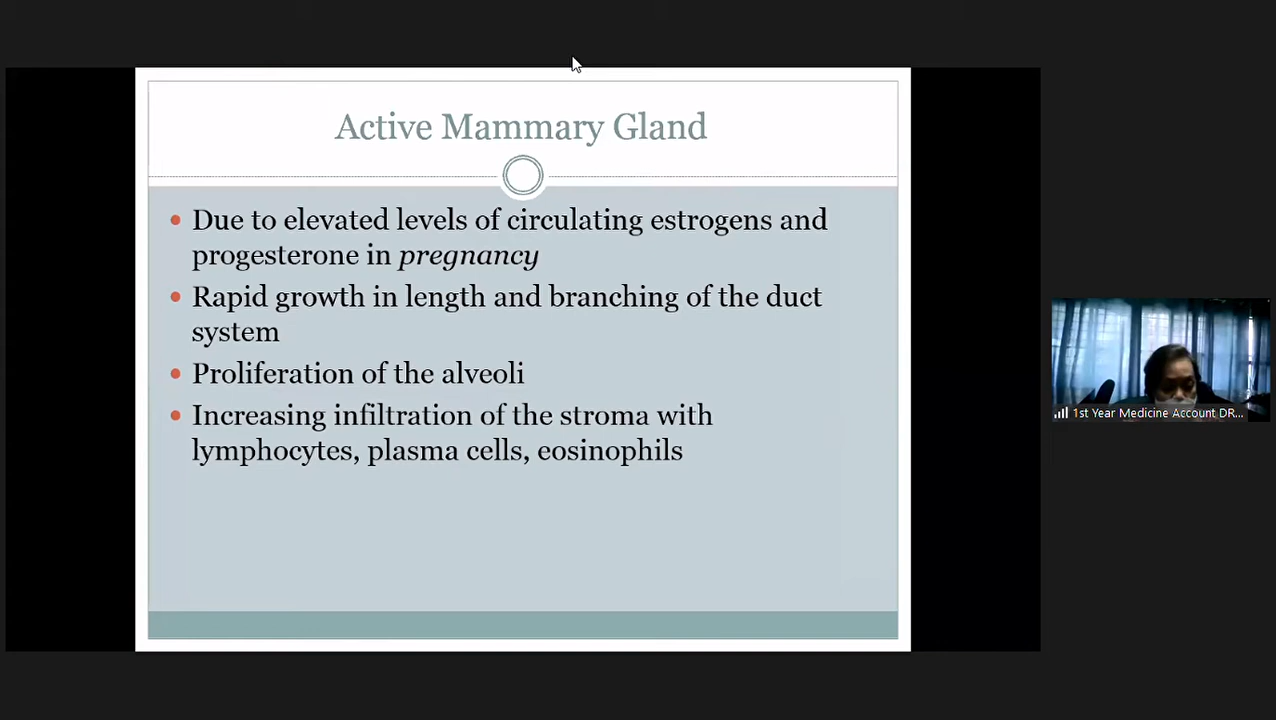 Active Mammary Gland
• Due to elevated levels of circulating estrogens and
progesterone in pregnancy
• Rapid growth in length and branching of the duct
system
• Proliferation of the alveoli
• Increasing infiltration of the stroma with
lymphocytes, plasma cells, eosinophils
1st Year Medicine Account DR...